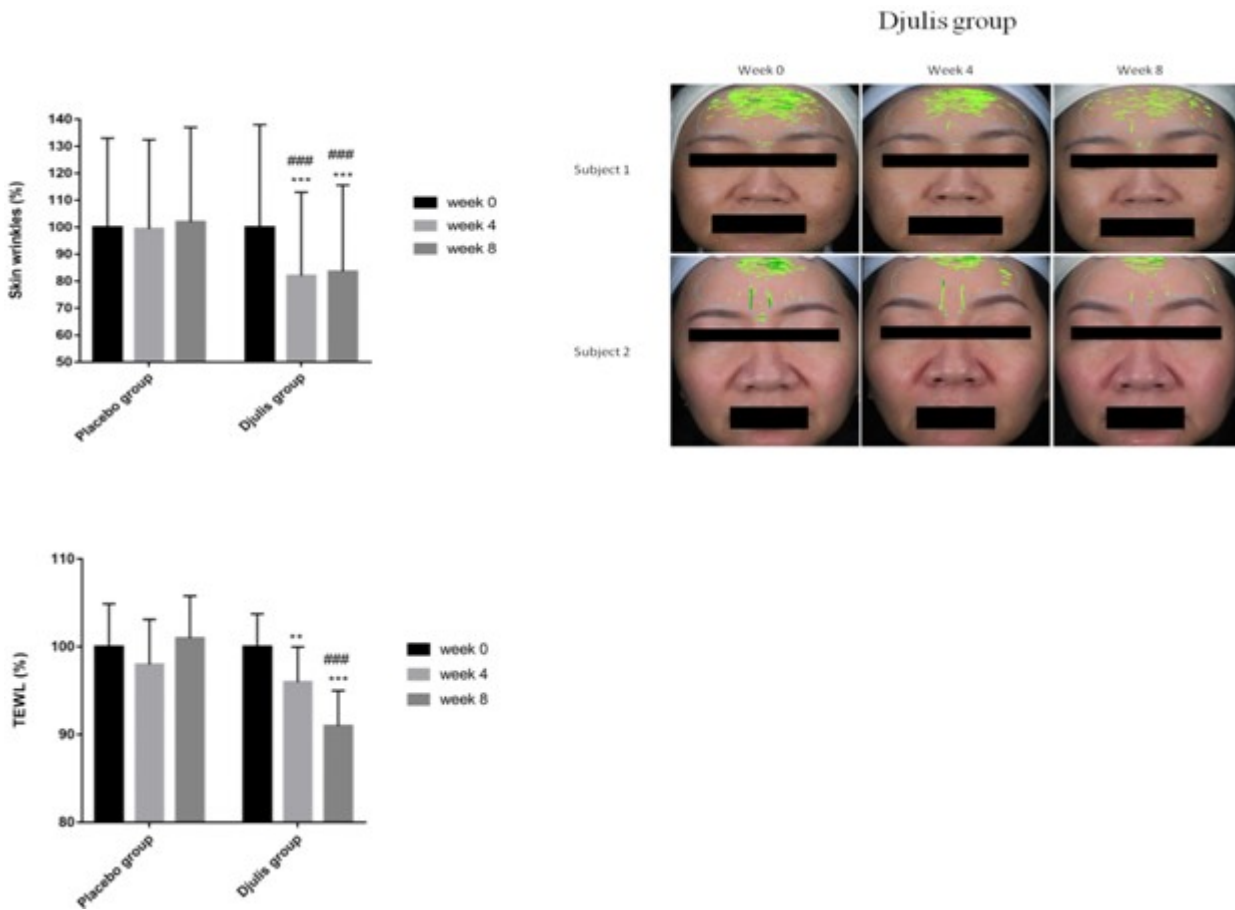 Djulis group
Week 0
Week 4
Week 8
Subject 1
Subject 2
Skin wrinkles (%)
140
130
120
110
100
90
80
70
60
50
###
***
###
***
Placebo group
Djulis group
week 0
week 4
week 8
TEWL (%)
110
100
90
80
**
###
***
Placebo group
Djulis group
week 0
week 4
week 8